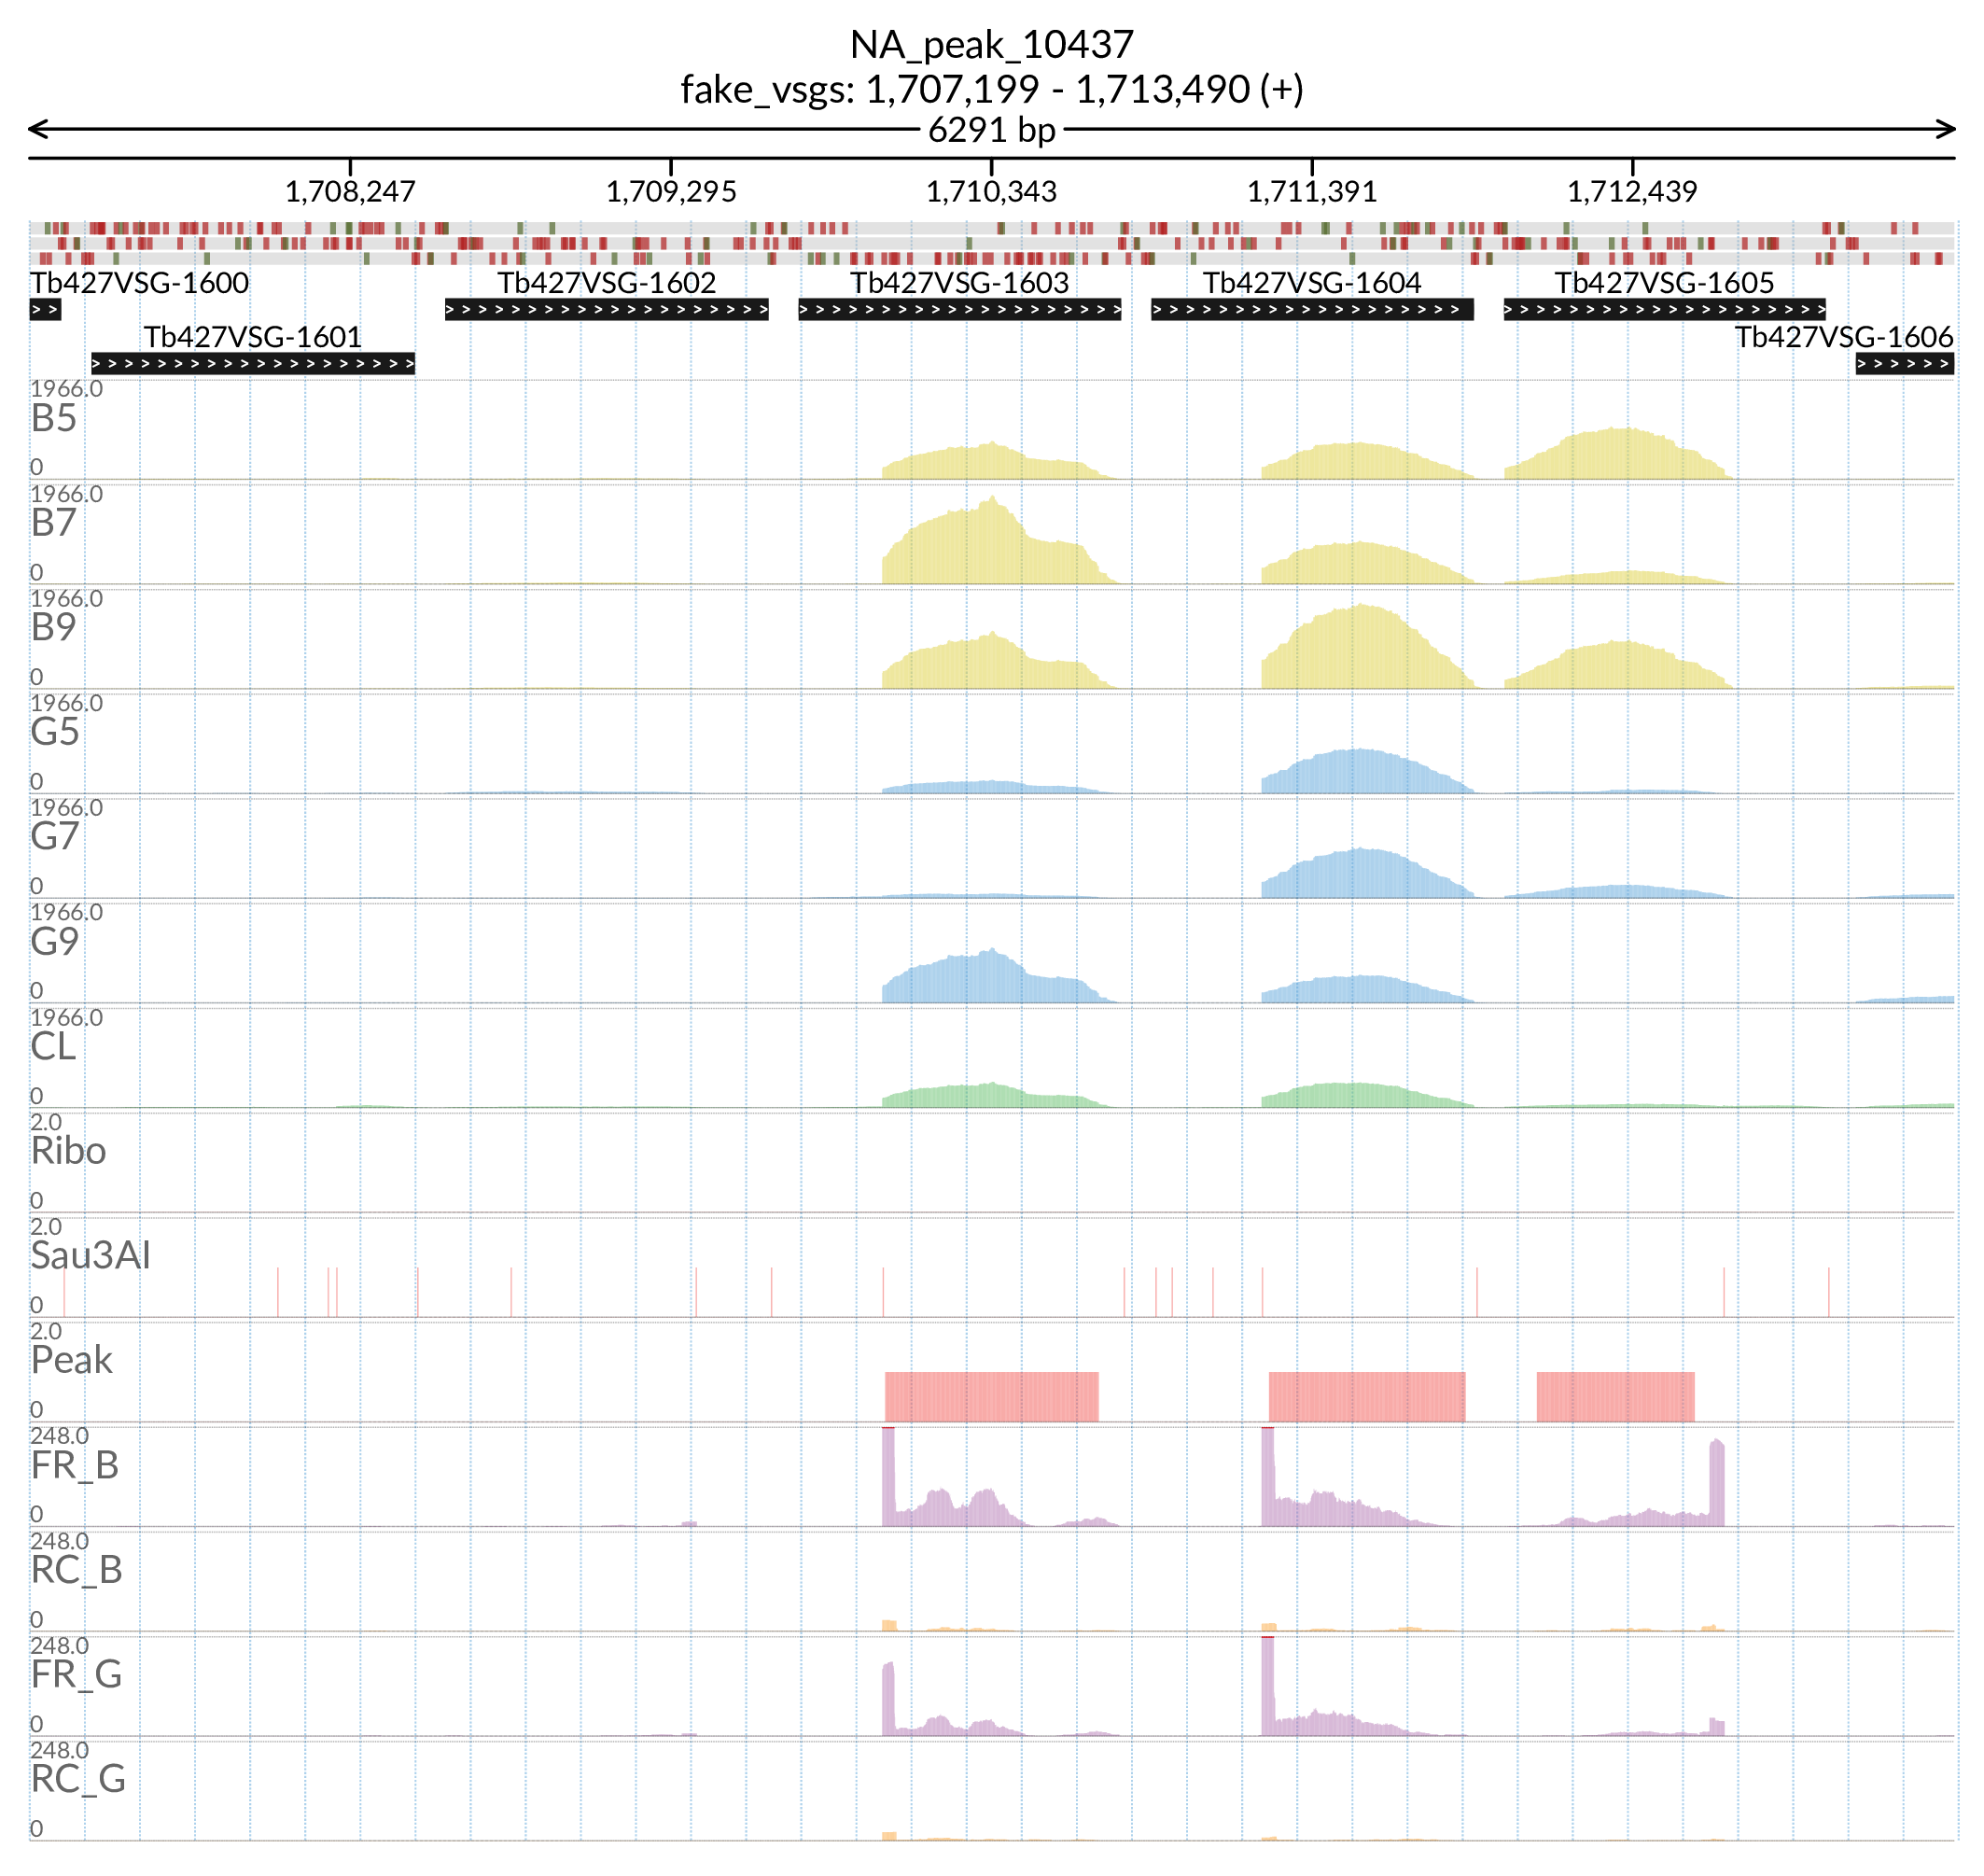 NA_peak_10437
fake_vsgs: 1,707,199 - 1,713,490 (+)
6291 bp
1,708,247 1,709,295 1,710,343 1,711,391 1,712,439
Tb427VSG-1600 Tb427VSG-1602 Tb427VSG-1603 Tb427VSG-1604 Tb427VSG-1605
Tb427VSG-1601 Tb427VSG-1606
1966.0
B5
0
1966.0
B7
0
1966.0
B9
0
1966.0
G5
0
1966.0
G7
0
1966.0
G9
0
1966.0
CL
0
2.0
Ribo
0
2.0
Sau3AI
0
2.0
Peak
0
248.0
FR_B
0
248.0
RC_B
0
248.0
FR_G
0
248.0
RC_G
0